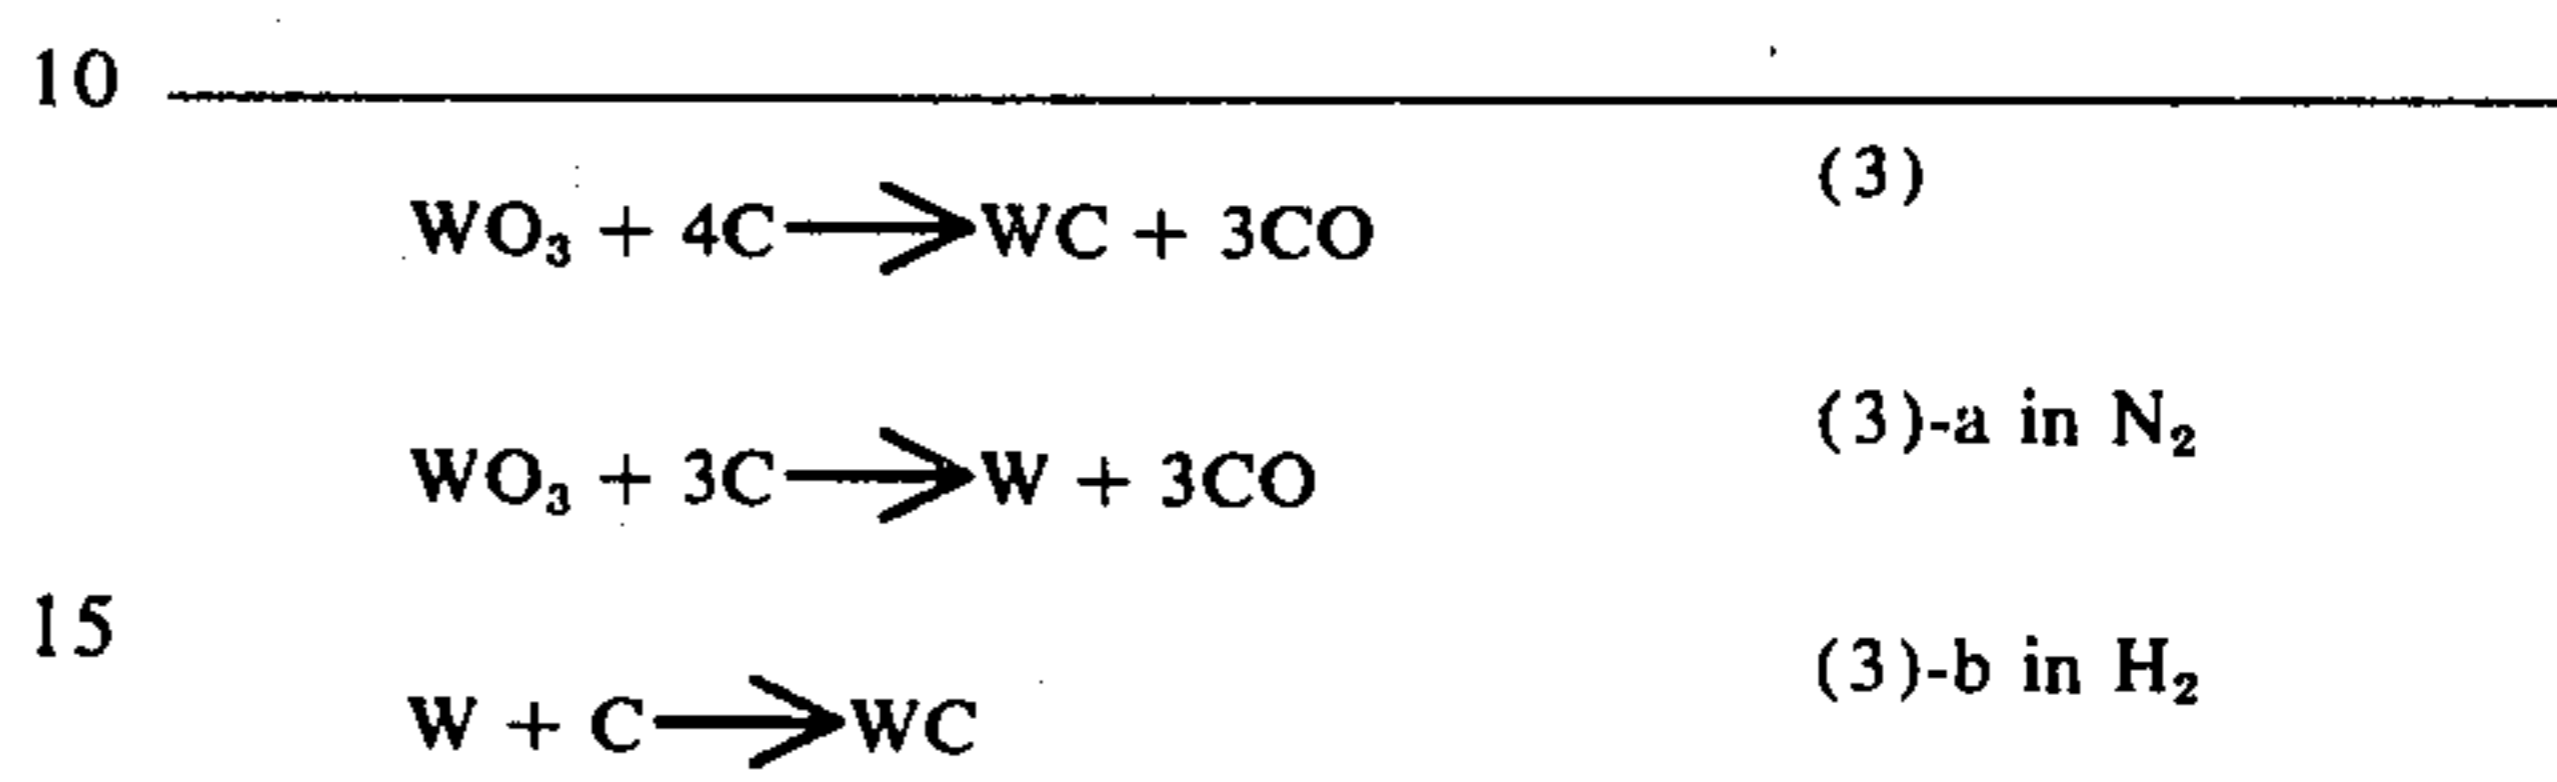 10
(3)
WO₃ + 4C⟶WC + 3CO
(3)-a in N₂
WO₃ + 3C⟶W + 3CO
15
(3)-b in H₂
W + C⟶WC